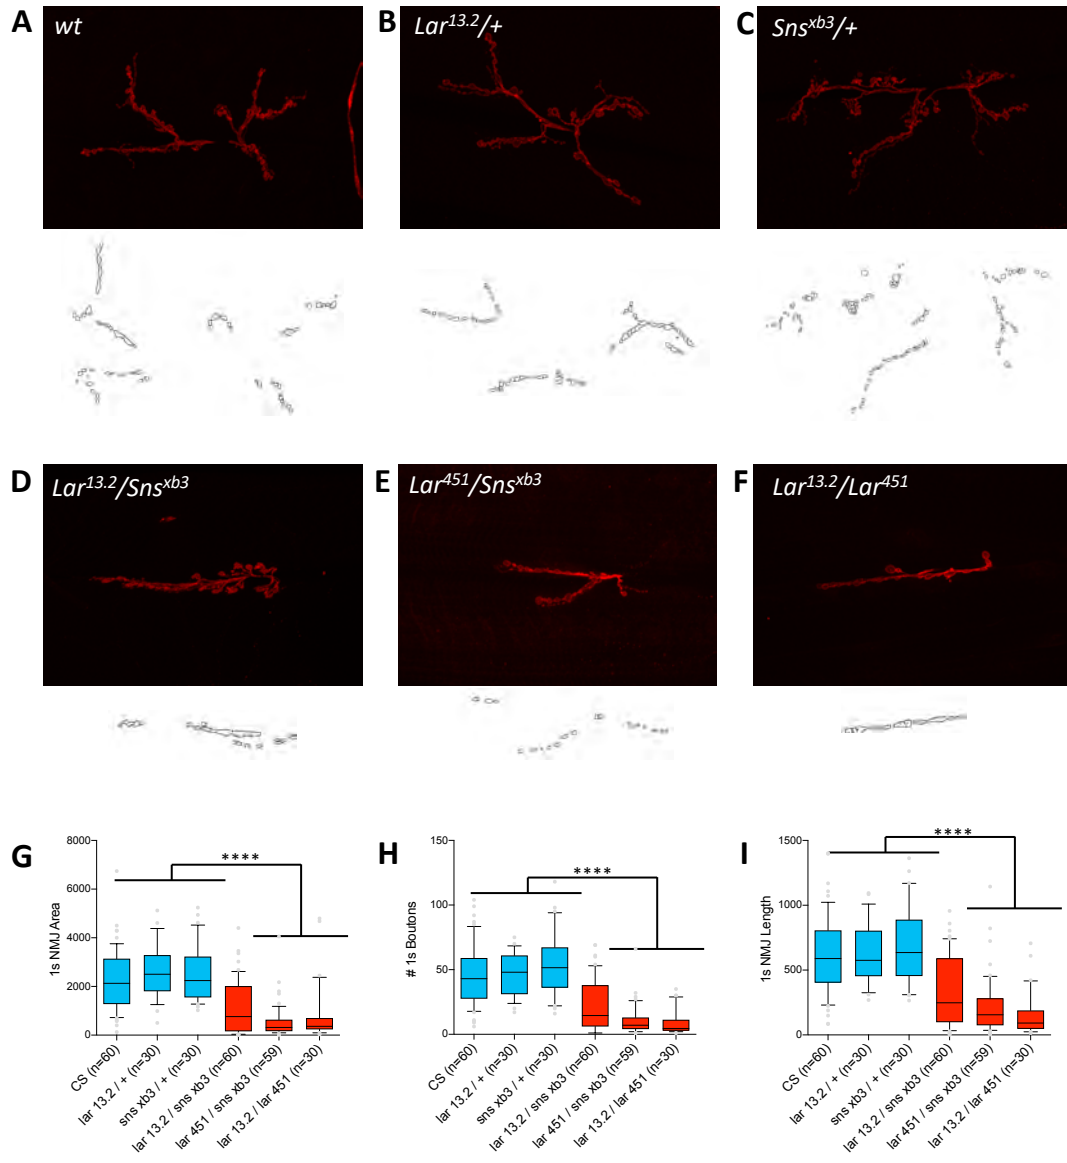 A wt
B Lar13.2/+
C Snsxb3/+
D Lar13.2/Snsxb3
E Lar451/Snsxb3
F Lar13.2/Lar451
G
1s NMJ Area
8000
6000
4000
2000
0
****
CS (n=60)
lar 13.2 / + (n=30)
sns xb3 / + (n=30)
lar 13.2 / sns xb3 (n=60)
lar 451 / sns xb3 (n=59)
lar 13.2 / lar 451 (n=30)
H
# 1s Boutons
150
100
50
0
****
CS (n=60)
lar 13.2 / + (n=30)
sns xb3 / + (n=30)
lar 13.2 / sns xb3 (n=60)
lar 451 / sns xb3 (n=59)
lar 13.2 / lar 451 (n=30)
I
1s NMJ Length
1500
1000
500
0
****
CS (n=60)
lar 13.2 / + (n=30)
sns xb3 / + (n=30)
lar 13.2 / sns xb3 (n=60)
lar 451 / sns xb3 (n=59)
lar 13.2 / lar 451 (n=30)